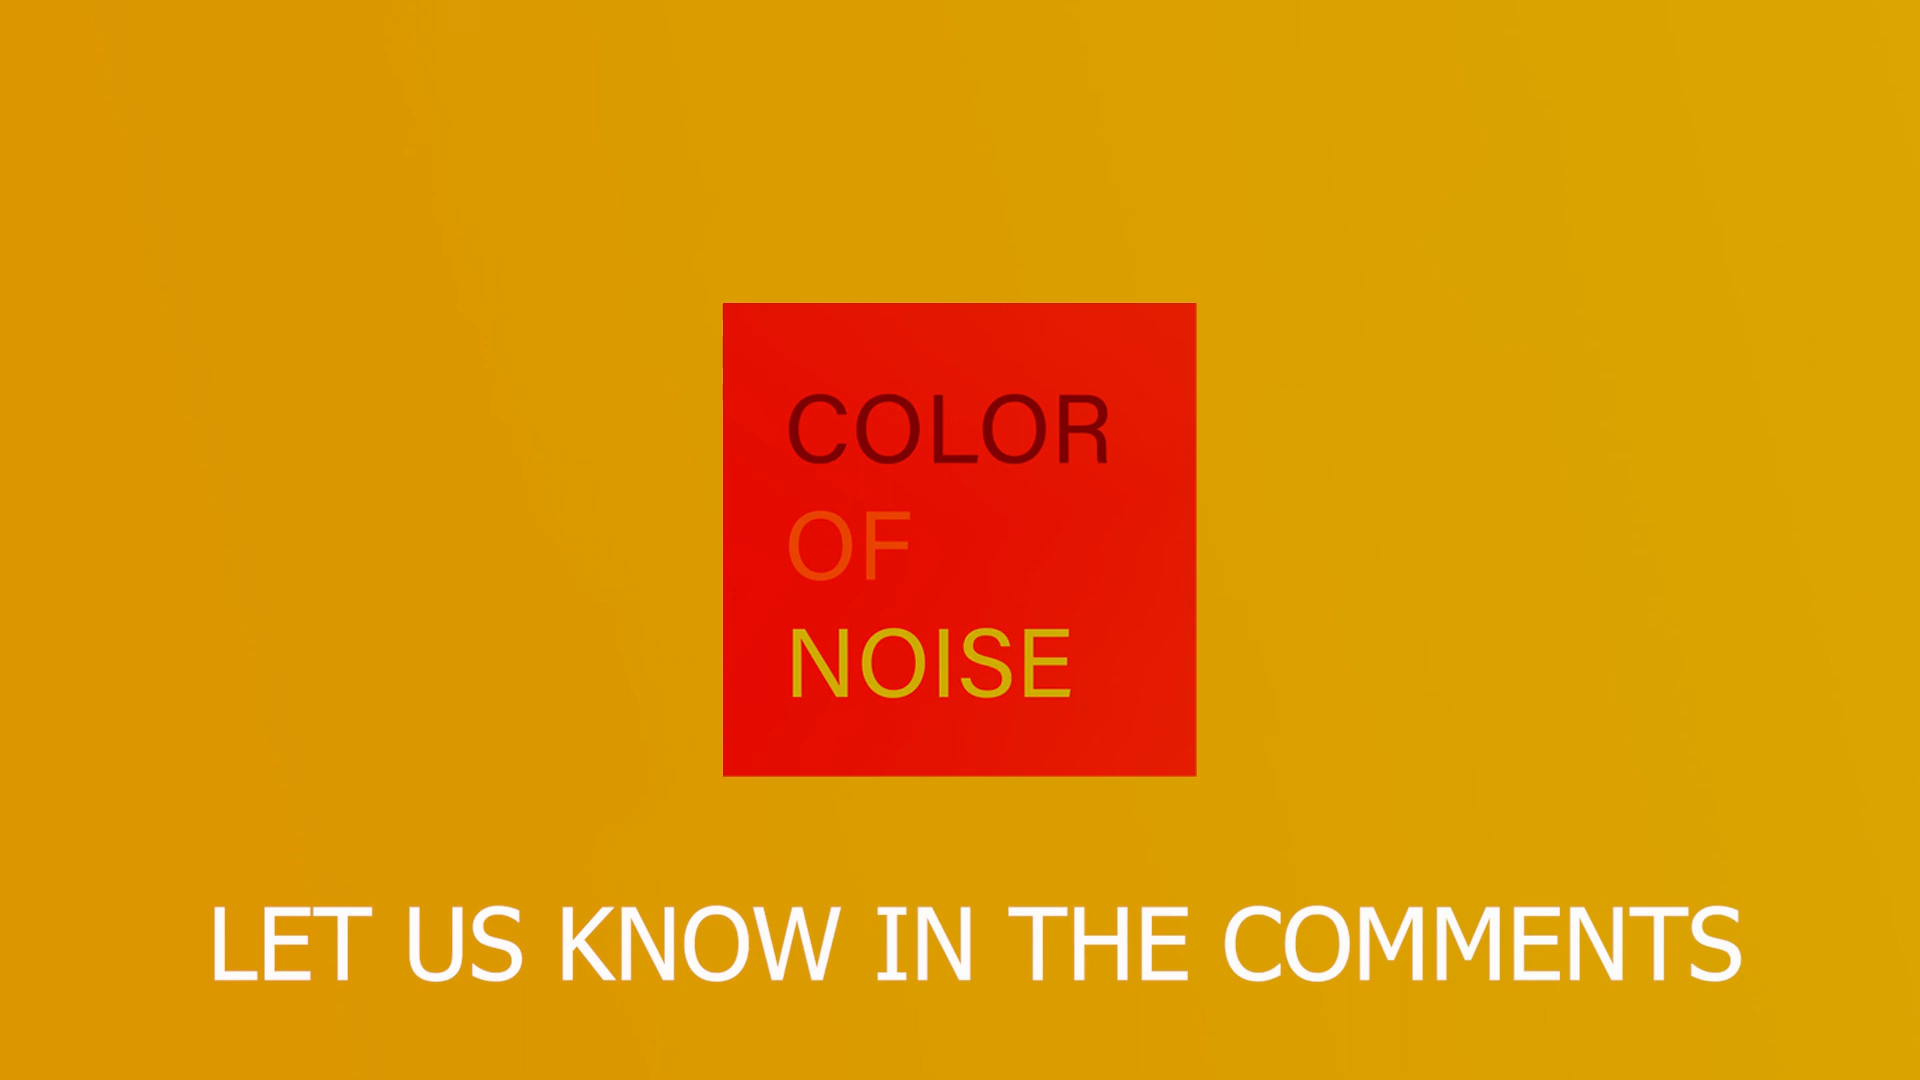 COLOR
OF
NOISE
LET US KNOW IN THE COMMENTS